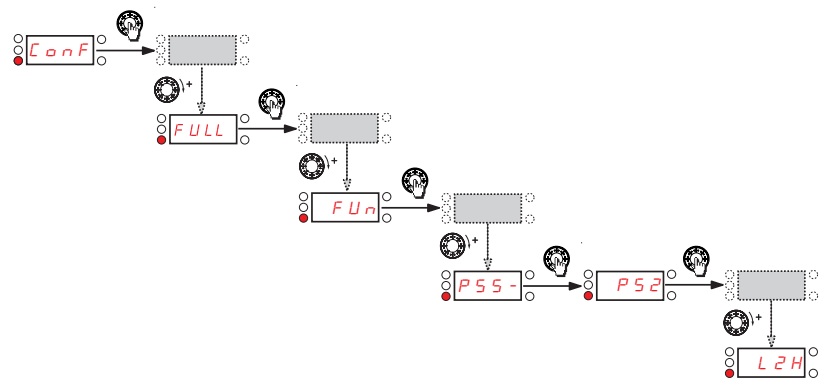 ConF
+
FULL
+
FUn
+
PSS-
PS2
+
L2H